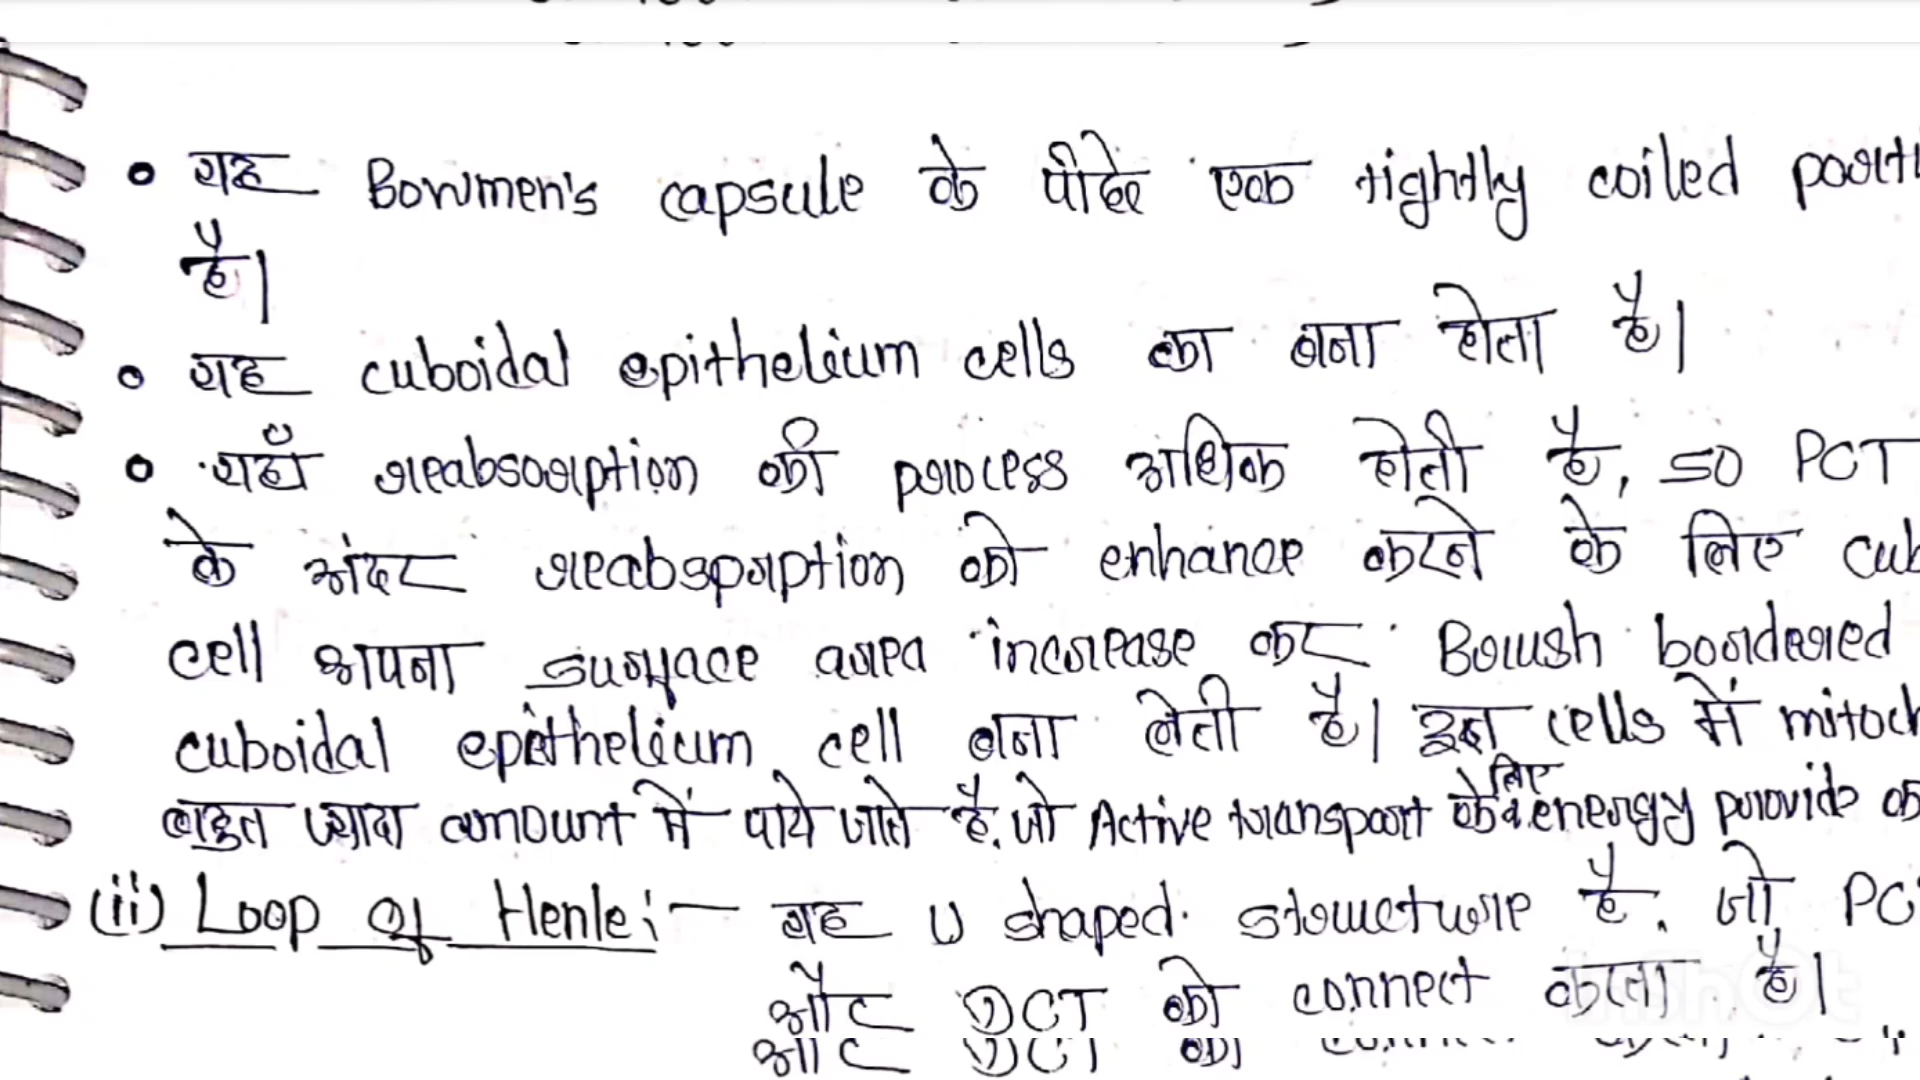 • यह Bowmen's capsule के पीछे एक tightly coiled
है।
• यह cuboidal epithelium cells का बना होता है।
• यहाँ reabsorption की process अधिक होती है, so PCT
के अंदर reabsorption को enhance करने के लिए cub
cell अपना surface area increase कर Brush bordered
cuboidal epithelium cell बना लेती है। इन cells में mitoch
बहुत ज्यादा amount में पाये जाते है, जो Active transport के लिए energy provide
(ii) Loop of Henle:- यह U shaped structure है, जो PC
और DCT को connect करता है।